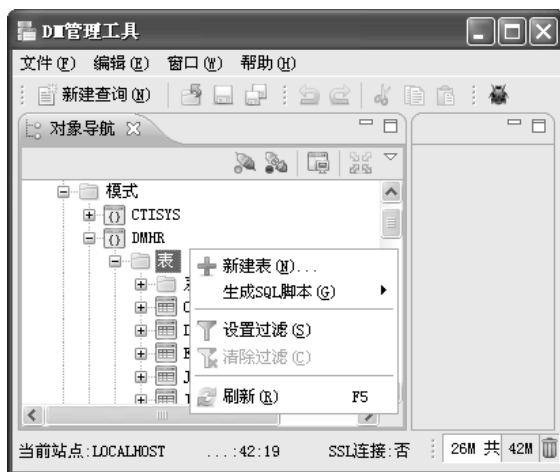 DM管理工具
文件(F) 编辑(E) 窗口(W) 帮助(H)
新建查询(N)
对象导航
模式
CTISYS
DMHR
表
新建表(N)...
生成SQL脚本(G)
C
D
设置过滤(S)
E
清除过滤(C)
J
刷新(R) F5
当前站点:LOCALHOST ...:42:19 SSL连接:否 26M 共 42M